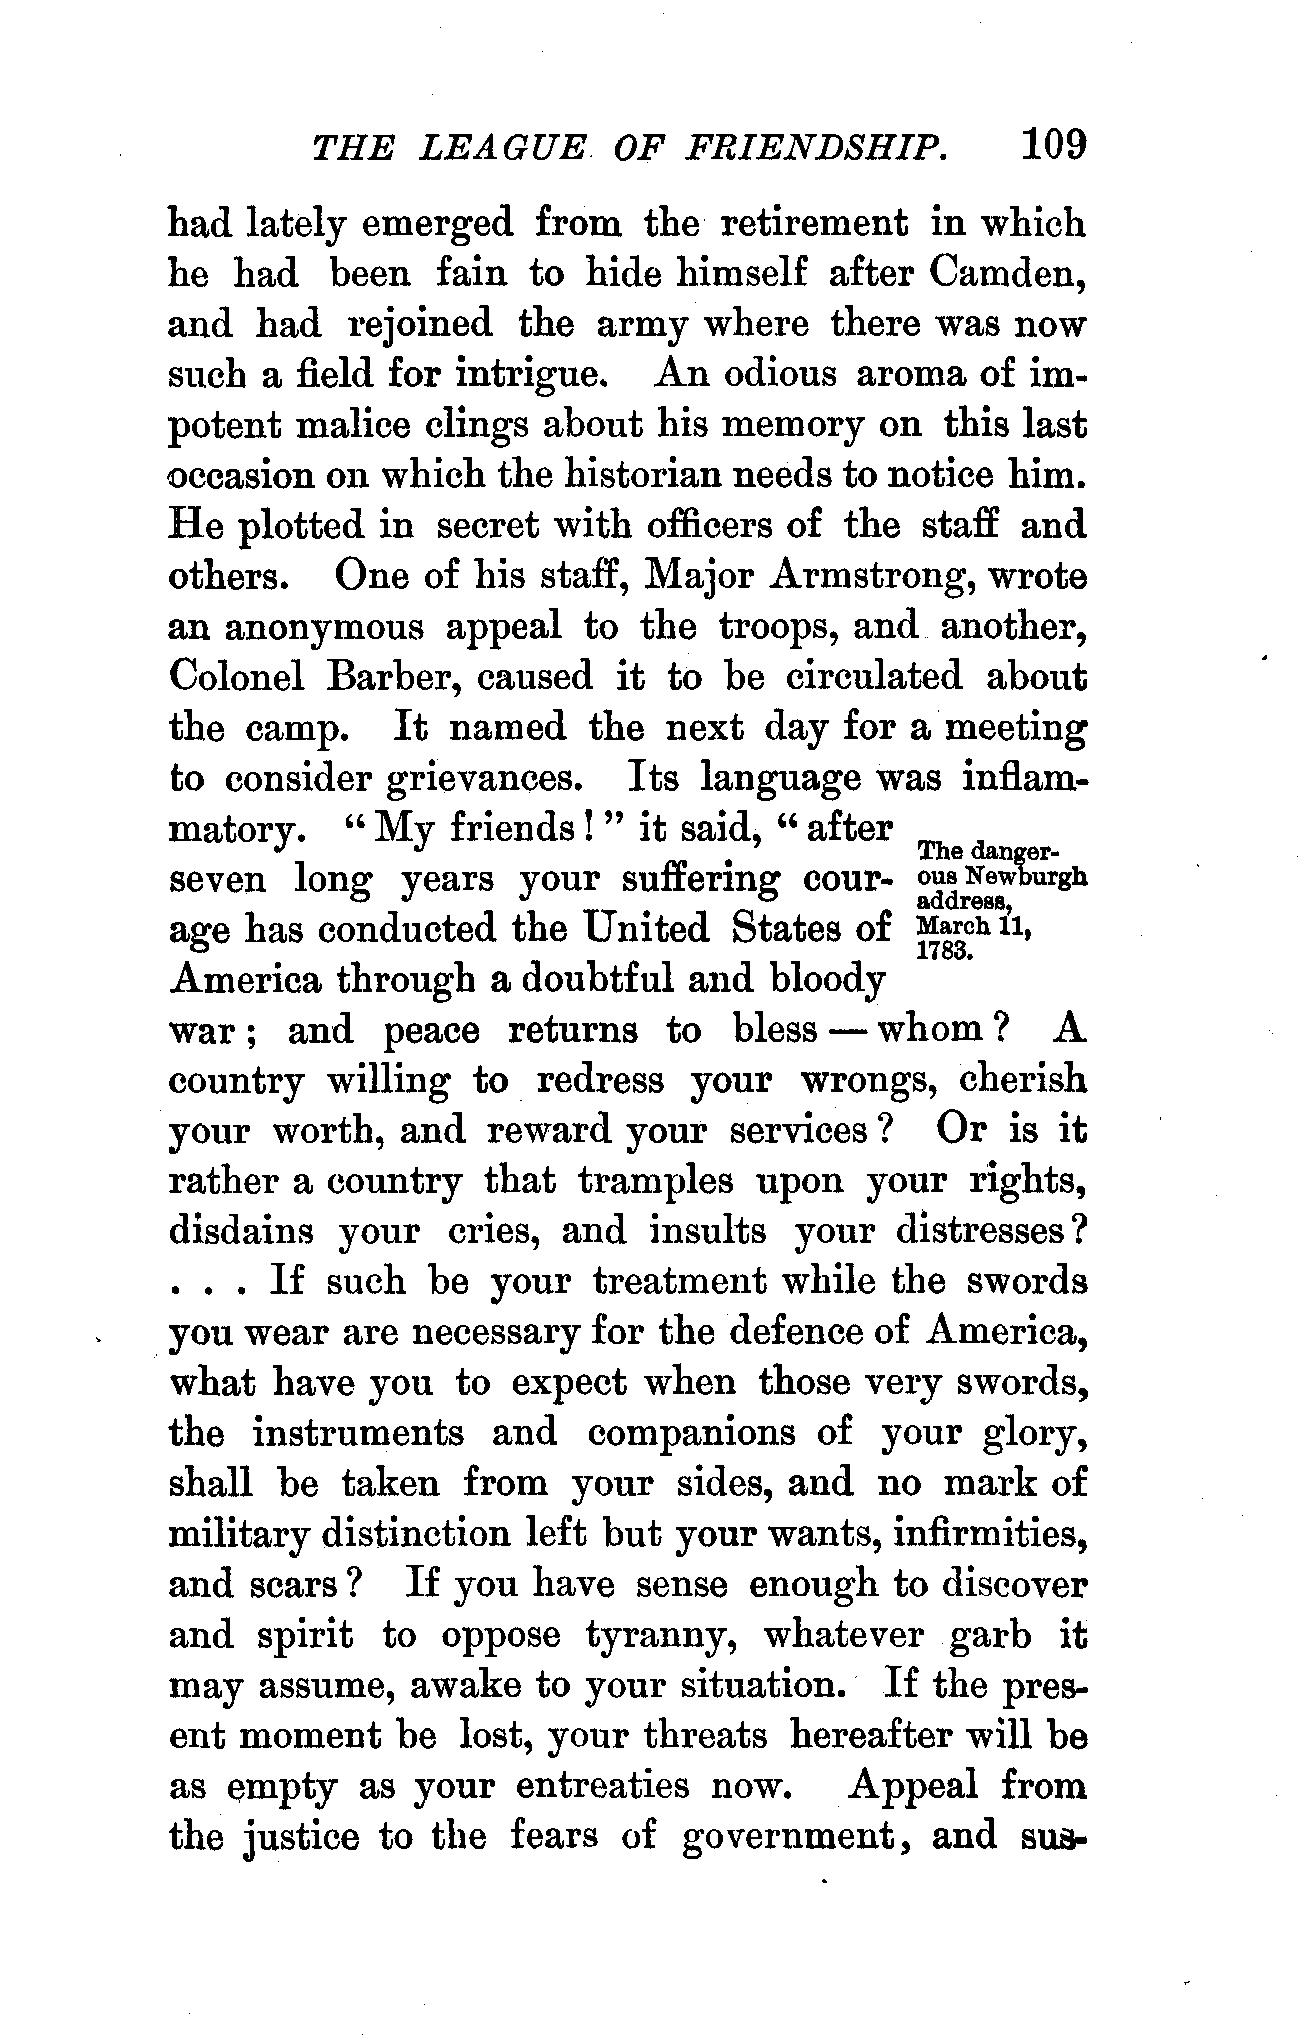 THE LEAGUE OF FRIENDSHIP. 109
had lately emerged from the retirement in which
he had been fain to hide himself after Camden,
and had rejoined the army where there was now
such a field for intrigue. An odious aroma of im-
potent malice clings about his memory on this last
occasion on which the historian needs to notice him.
He plotted in secret with officers of the staff and
others. One of his staff, Major Armstrong, wrote
an anonymous appeal to the troops, and another,
Colonel Barber, caused it to be circulated about
the camp. It named the next day for a meeting
to consider grievances. Its language was inflam-
matory. “ My friends ! ” it said, “ after
seven long years your suffering cour-
age has conducted the United States of
America through a doubtful and bloody
The danger-
ous Newburgh
address,
March 11,
1783.
war ; and peace returns to bless — whom ? A
country willing to redress your wrongs, cherish
your worth, and reward your services ? Or is it
rather a country that tramples upon your rights,
disdains your cries, and insults your distresses ?
. . . If such be your treatment while the swords
you wear are necessary for the defence of America,
what have you to expect when those very swords,
the instruments and companions of your glory,
shall be taken from your sides, and no mark of
military distinction left but your wants, infirmities,
and scars ? If you have sense enough to discover
and spirit to oppose tyranny, whatever garb it
may assume, awake to your situation. If the pres-
ent moment be lost, your threats hereafter will be
as empty as your entreaties now. Appeal from
the justice to the fears of government, and sus-